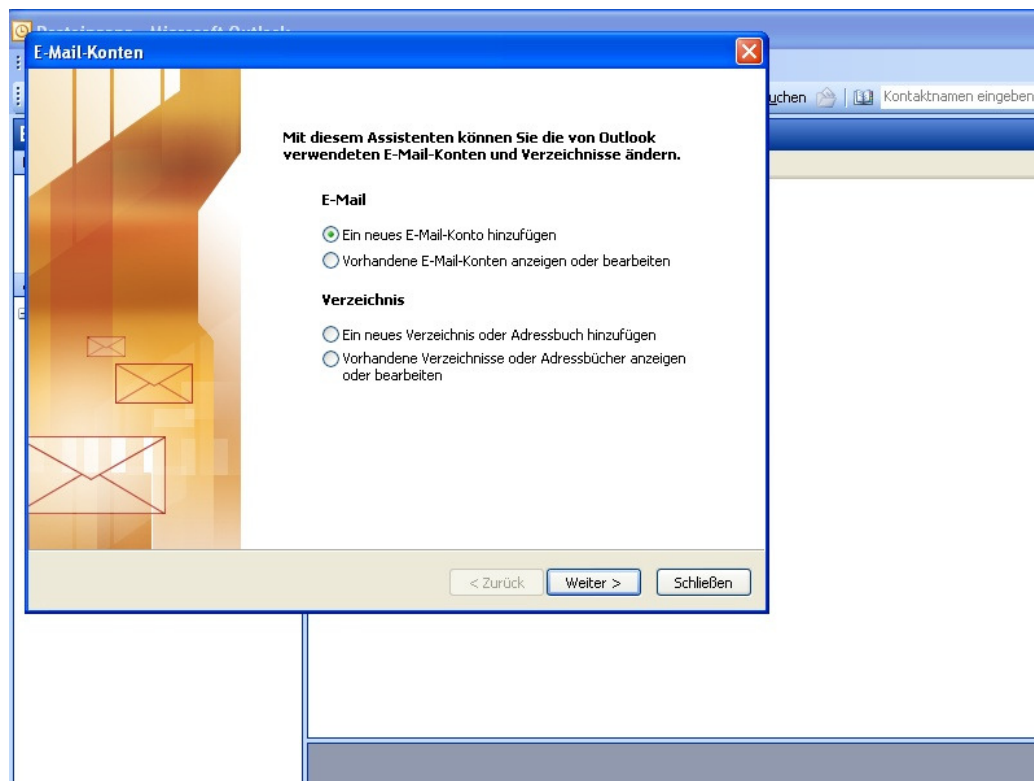 E-Mail-Konten
uchen
Kontaktnamen eingeben
Mit diesem Assistenten können Sie die von Outlook
verwendeten E-Mail-Konten und Verzeichnisse ändern.
E-Mail
Ein neues E-Mail-Konto hinzufügen
Vorhandene E-Mail-Konten anzeigen oder bearbeiten
Verzeichnis
Ein neues Verzeichnis oder Adressbuch hinzufügen
Vorhandene Verzeichnisse oder Adressbücher anzeigen
oder bearbeiten
< Zurück
Weiter >
Schließen